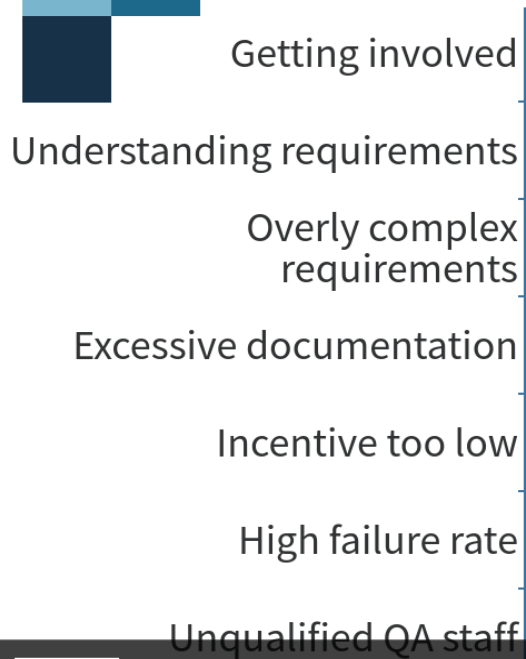 Getting involved
Understanding requirements
Overly complex
requirements
Excessive documentation
Incentive too low
High failure rate
Unqualified QA staff